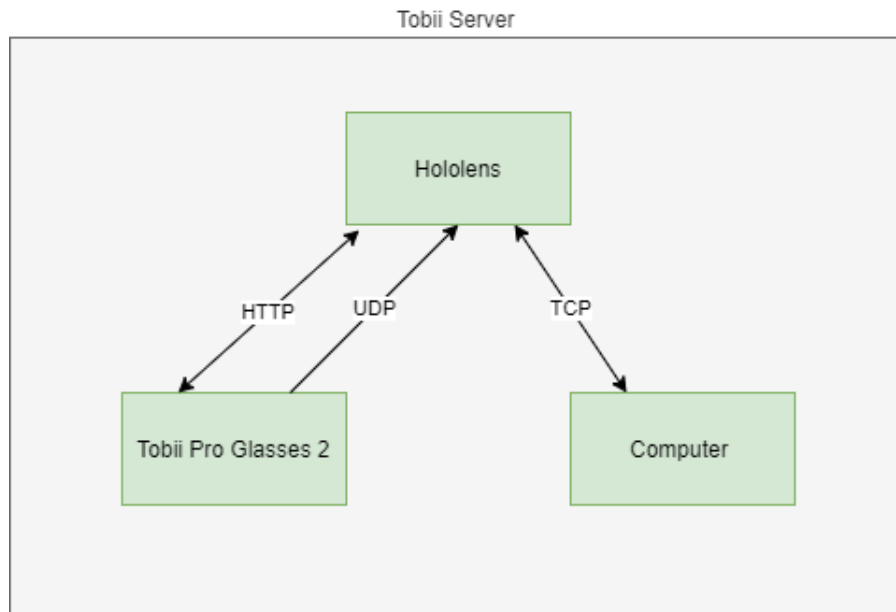 Tobii Server
Hololens
HTTP
UDP
TCP
Tobii Pro Glasses 2
Computer